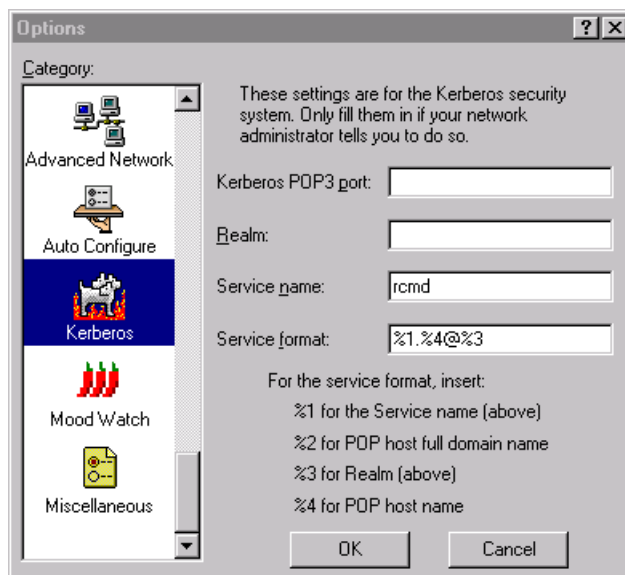 Options
Category:
Advanced Network
Auto Configure
Kerberos
Mood Watch
Miscellaneous
These settings are for the Kerberos security
system. Only fill them in if your network
administrator tells you to do so.
Kerberos POP3 port:
Realm:
Service name: rcmd
Service format: %1.%4@%3
For the service format, insert:
%1 for the Service name (above)
%2 for POP host full domain name
%3 for Realm (above)
%4 for POP host name
OK Cancel